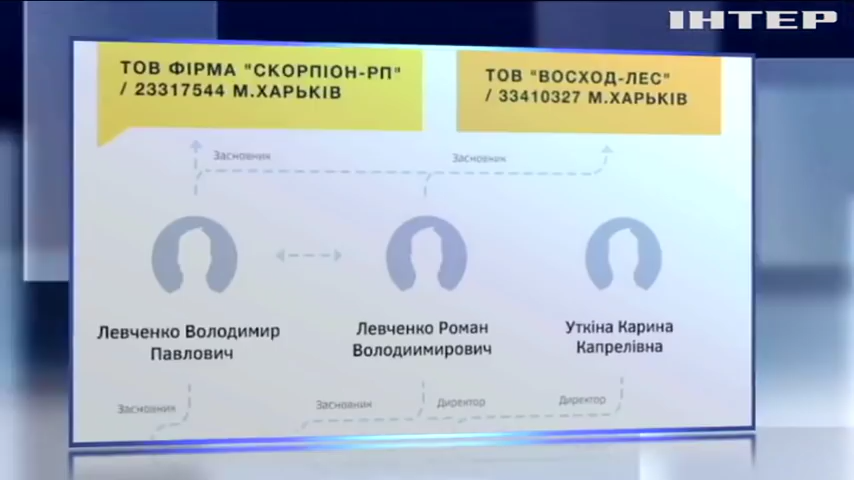 ІНТЕР
ТОВ ФІРМА "СКОРПІОН-РП"
/ 23317544 М.ХАРЬКІВ
ТОВ "ВОСХОД-ЛЕС"
/ 33410327 М.ХАРЬКІВ
Засновник
Засновник
Левченко Володимир
Павлович
Левченко Роман
Володиимирович
Уткіна Карина
Капрелівна
Засновник
Засновник
Директор
Директор